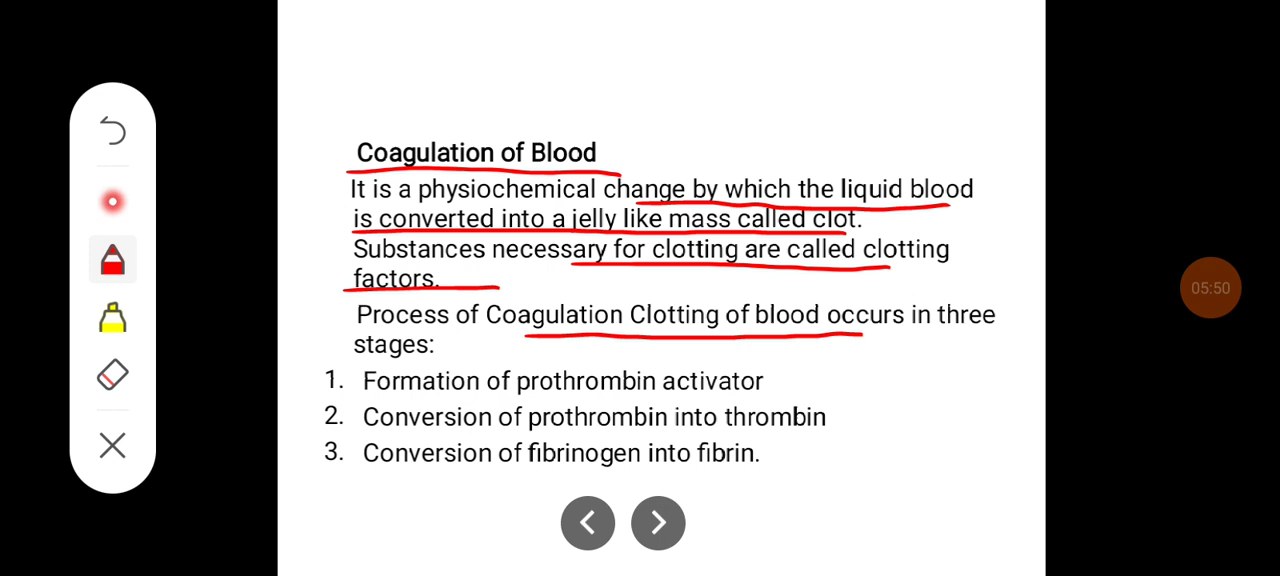 Coagulation of Blood
It is a physiochemical change by which the liquid blood
is converted into a jelly like mass called clot.
Substances necessary for clotting are called clotting
factors.
Process of Coagulation Clotting of blood occurs in three
stages:
1. Formation of prothrombin activator
2. Conversion of prothrombin into thrombin
3. Conversion of fibrinogen into fibrin.
05:50